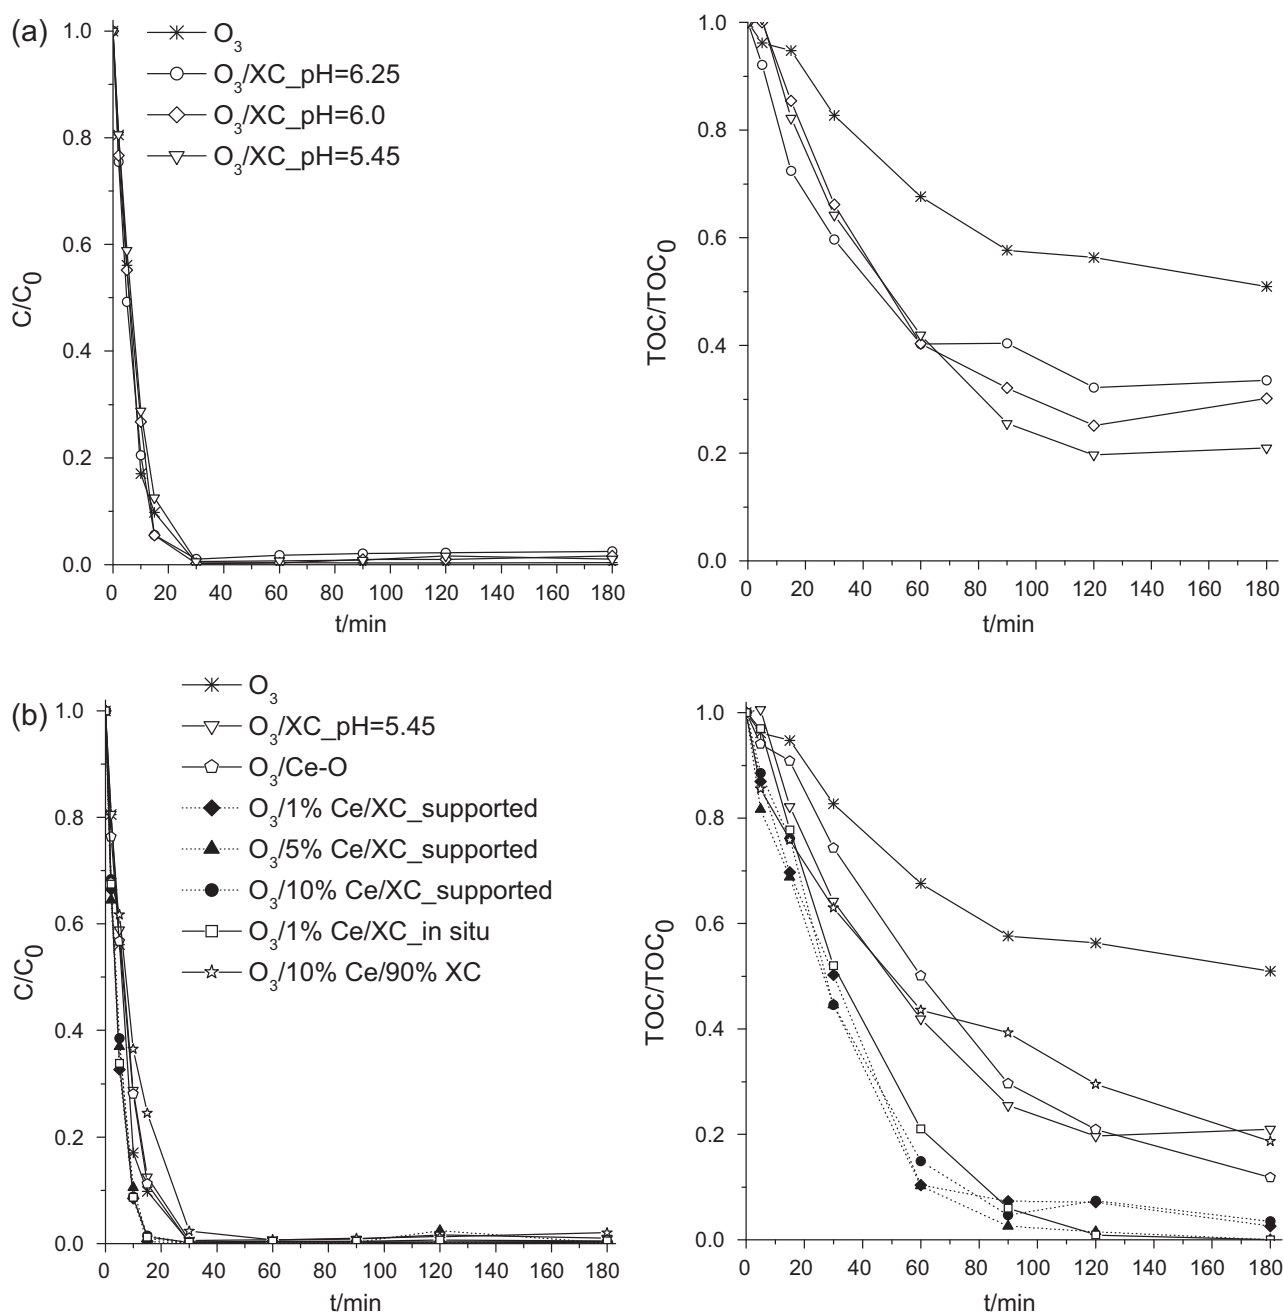 (a)
O3
O3/XC_pH=6.25
O3/XC_pH=6.0
O3/XC_pH=5.45
C/C0
1.0
0.8
0.6
0.4
0.2
0.0
0 20 40 60 80 100 120 140 160 180
t/min
TOC/TOC0
1.0
0.8
0.6
0.4
0.2
0.0
0 20 40 60 80 100 120 140 160 180
t/min
(b)
O3
O3/XC_pH=5.45
O3/Ce-O
O3/1% Ce/XC_supported
O3/5% Ce/XC_supported
O3/10% Ce/XC_supported
O3/1% Ce/XC_in situ
O3/10% Ce/90% XC
C/C0
1.0
0.8
0.6
0.4
0.2
0.0
0 20 40 60 80 100 120 140 160 180
t/min
TOC/TOC0
1.0
0.8
0.6
0.4
0.2
0.0
0 20 40 60 80 100 120 140 160 180
t/min